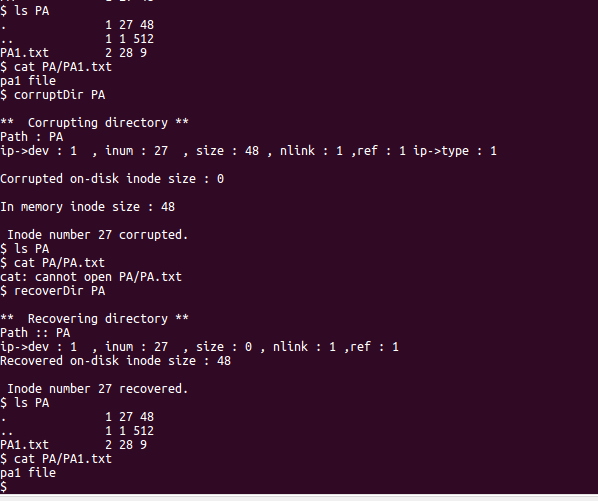 $ ls PA
. 1 27 48
.. 1 1 512
PA1.txt 2 28 9
$ cat PA/PA1.txt
pa1 file
$ corruptDir PA
** Corrupting directory **
Path : PA
ip->dev : 1 , inum : 27 , size : 48 , nlink : 1 ,ref : 1 ip->type : 1
Corrupted on-disk inode size : 0
In memory inode size : 48
Inode number 27 corrupted.
$ ls PA
$ cat PA/PA.txt
cat: cannot open PA/PA.txt
$ recoverDir PA
** Recovering directory **
Path :: PA
ip->dev : 1 , inum : 27 , size : 0 , nlink : 1 ,ref : 1
Recovered on-disk inode size : 48
Inode number 27 recovered.
$ ls PA
. 1 27 48
.. 1 1 512
PA1.txt 2 28 9
$ cat PA/PA1.txt
pa1 file
$